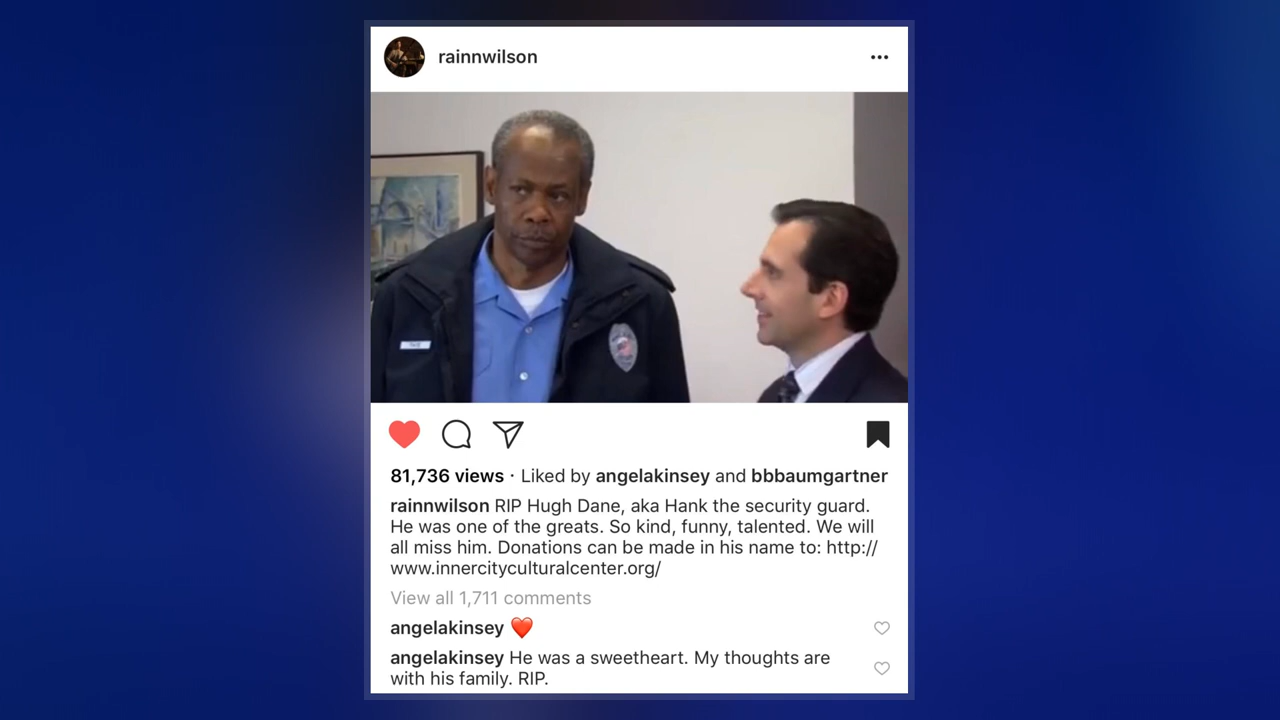 rainnwilson
81,736 views · Liked by angelakinsey and bbbaumgartner
rainnwilson RIP Hugh Dane, aka Hank the security guard.
He was one of the greats. So kind, funny, talented. We will
all miss him. Donations can be made in his name to: http://
www.innercityculturalcenter.org/
View all 1,711 comments
angelakinsey ❤️
angelakinsey He was a sweetheart. My thoughts are
with his family. RIP.